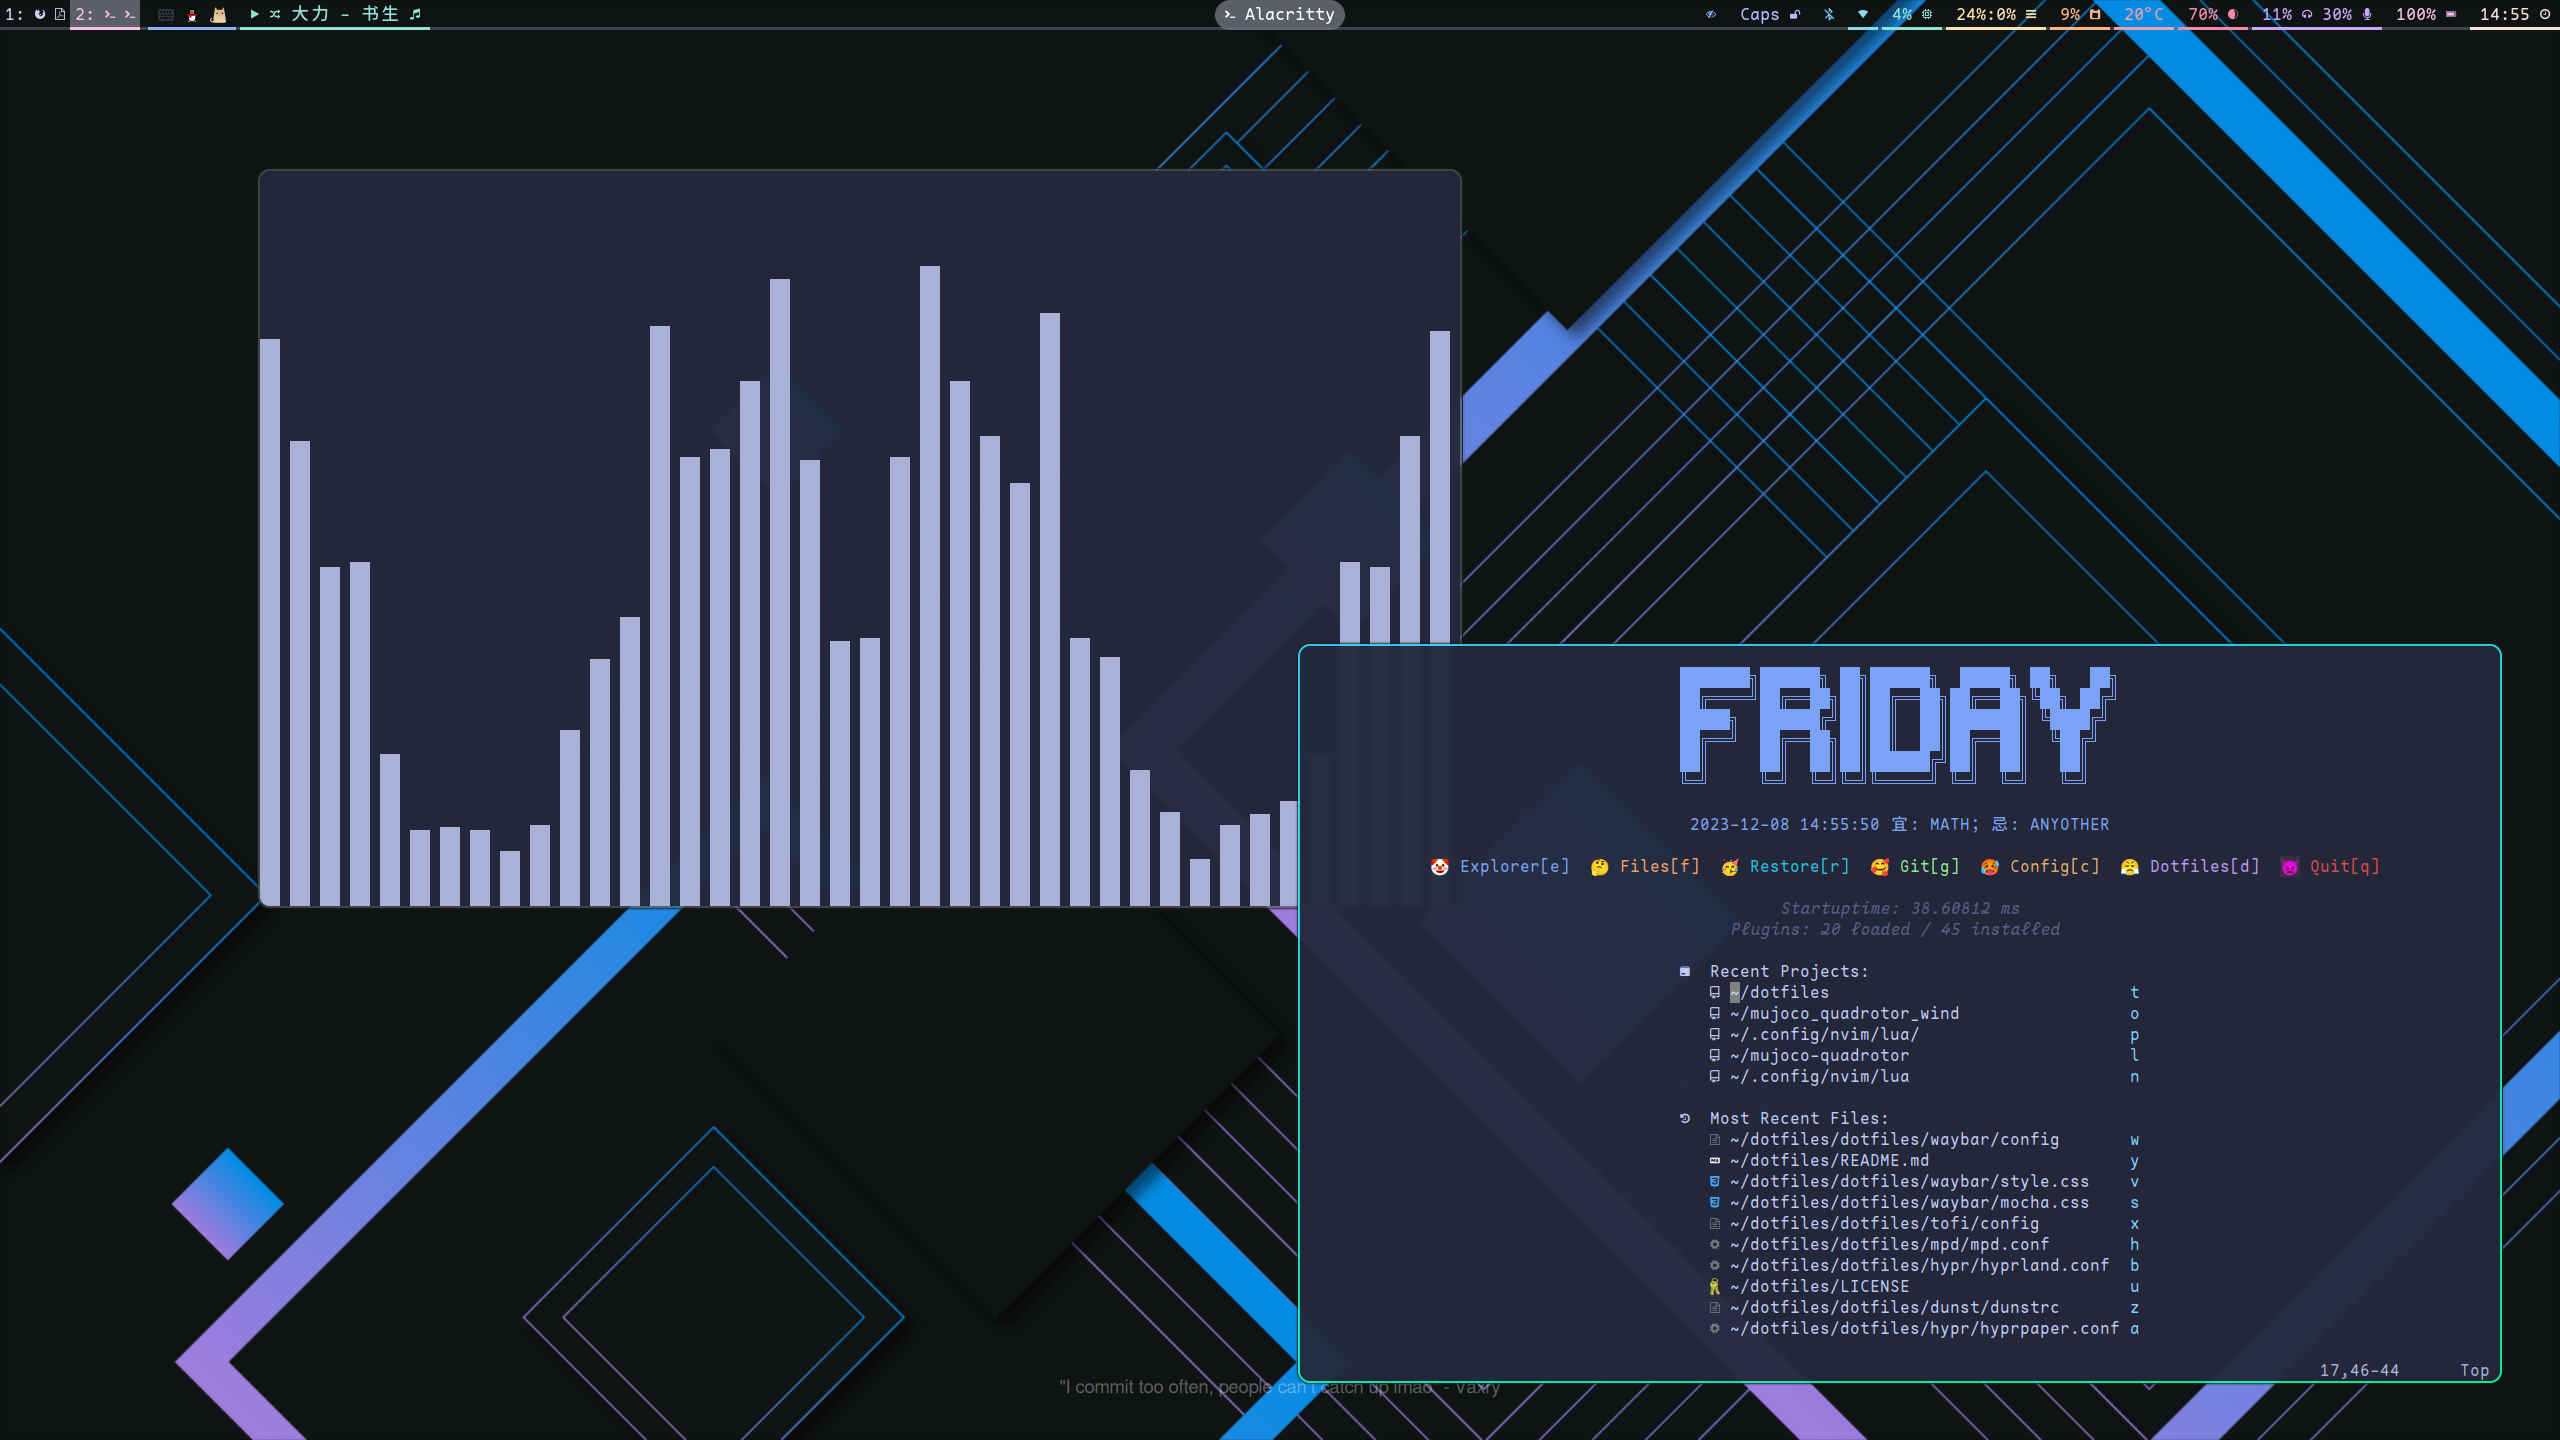 1: 2: 大力 - 书生 Alacritty Caps 4% 24%:0% 9% 20°C 70% 11% 30% 100% 14:55
FRIDAY
2023-12-08 14:55:50 宜: MATH; 忌: ANYOTHER
Explorer[e] Files[f] Restore[r] Git[g] Config[c] Dotfiles[d] Quit[q]
Startuptime: 38.60812 ms
Plugins: 20 loaded / 45 installed
Recent Projects:
~/dotfiles t
~/mujoco_quadrotor_wind o
~/.config/nvim/lua/ p
~/mujoco-quadrotor l
~/.config/nvim/lua n
Most Recent Files:
~/dotfiles/dotfiles/waybar/config w
~/dotfiles/README.md y
~/dotfiles/dotfiles/waybar/style.css v
~/dotfiles/dotfiles/waybar/mocha.css s
~/dotfiles/dotfiles/tofi/config x
~/dotfiles/dotfiles/mpd/mpd.conf h
~/dotfiles/dotfiles/hypr/hyprland.conf b
~/dotfiles/LICENSE u
~/dotfiles/dotfiles/dunst/dunstrc z
~/dotfiles/dotfiles/hypr/hyprpaper.conf a
17,46-44 Top
"I commit too often, people can't catch up lmao" - Vaxry